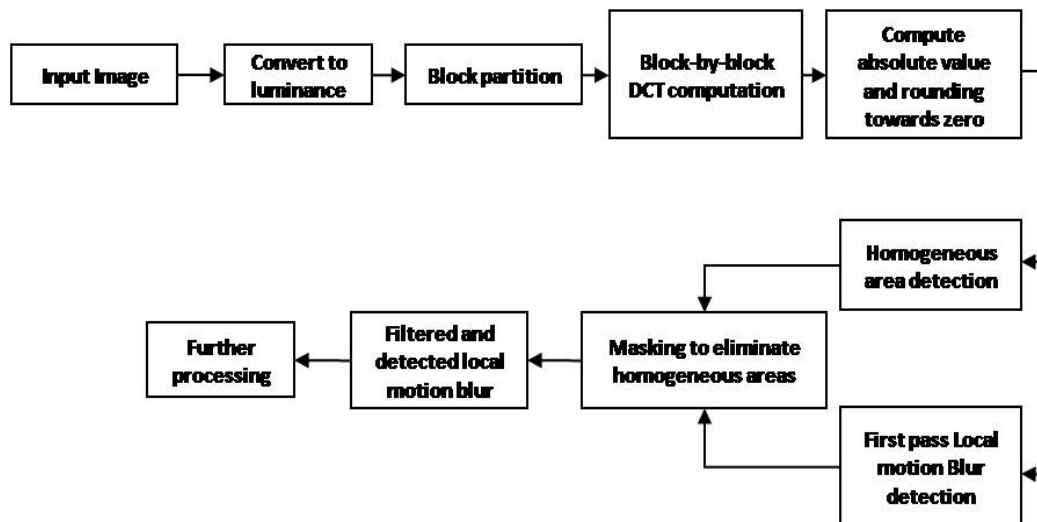 Input Image
Convert to
luminance
Block partition
Block-by-block
DCT computation
Compute
absolute value
and rounding
towards zero
Homogeneous
area detection
Further
processing
Filtered and
detected local
motion blur
Masking to eliminate
homogeneous areas
First pass Local
motion Blur
detection